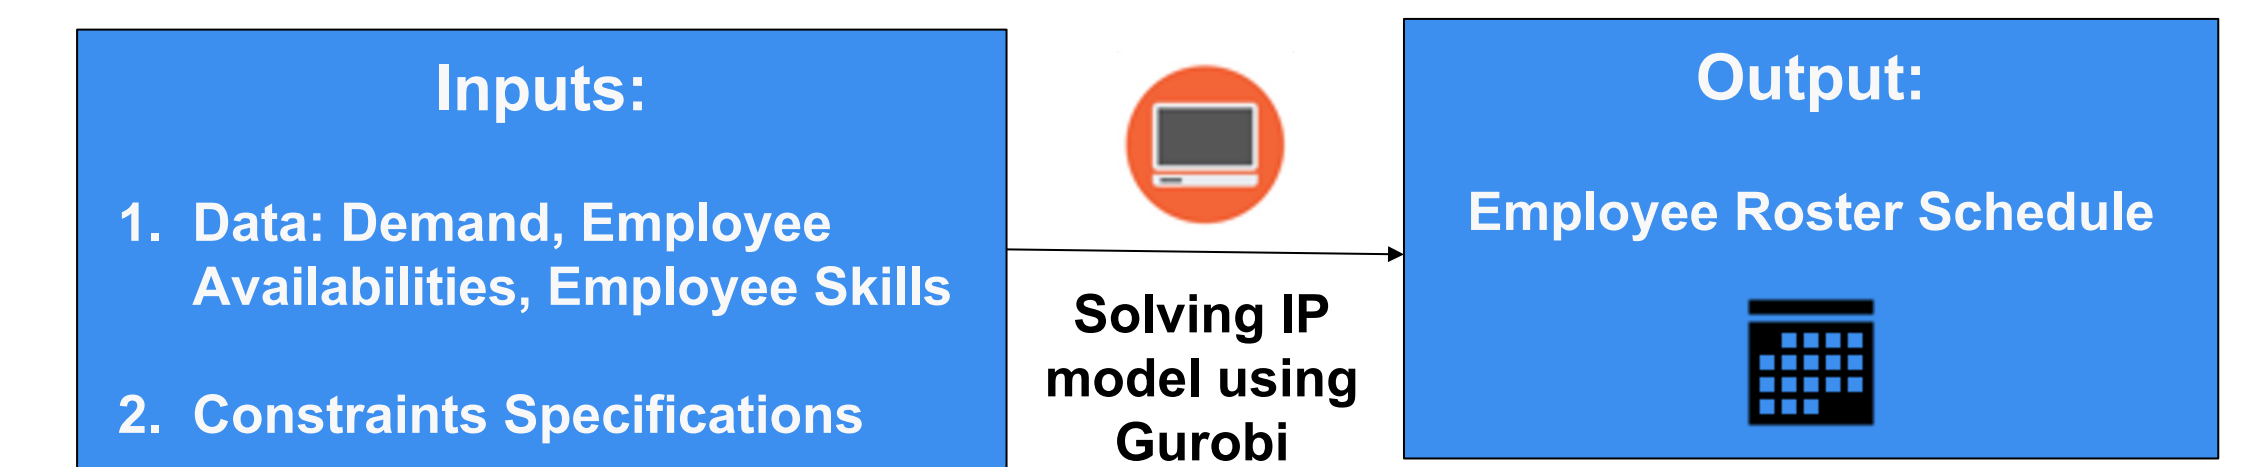 Inputs:
1. Data: Demand, Employee
Availabilities, Employee Skills
2. Constraints Specifications
Solving IP
model using
Gurobi
Output:
Employee Roster Schedule